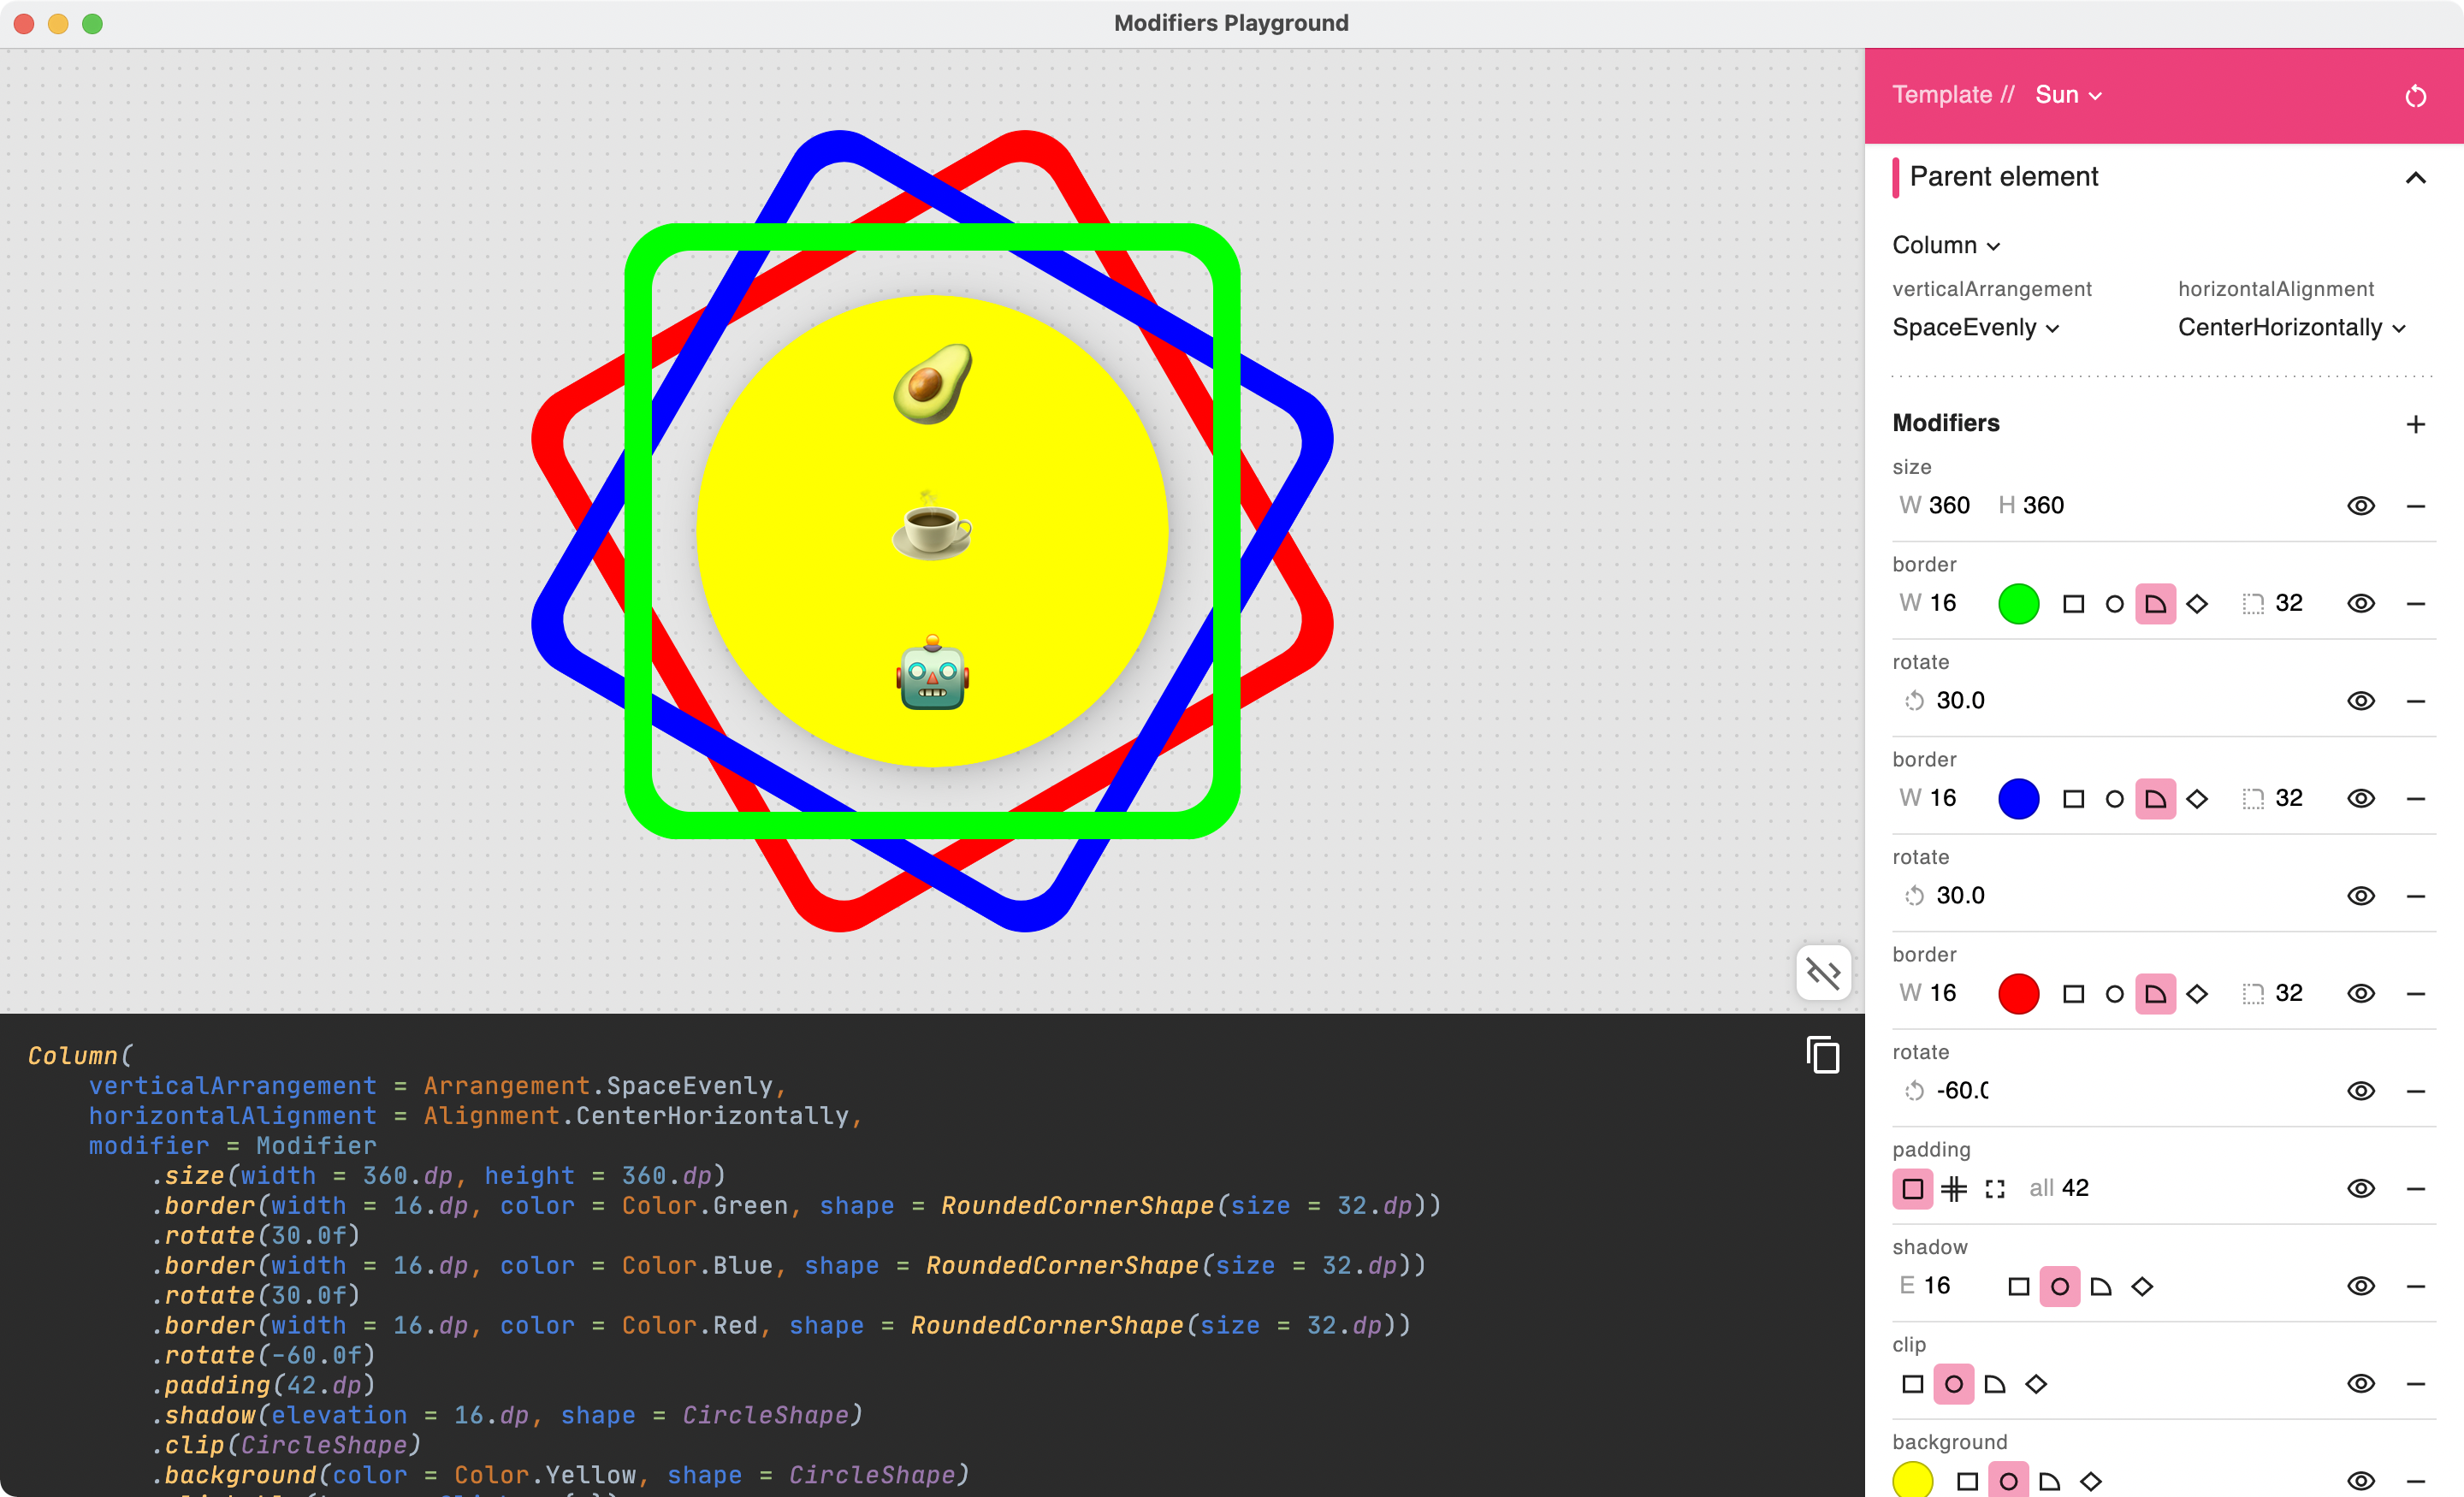 Modifiers Playground
Template // Sun
Parent element
Column
verticalArrangement horizontalAlignment
SpaceEvenly CenterHorizontally
Modifiers
size
W 360 H 360
border
W 16 32
rotate
30.0
border
W 16 32
rotate
30.0
border
W 16 32
rotate
-60.0
padding
all 42
shadow
E 16
clip
background
Column(
verticalArrangement = Arrangement.SpaceEvenly,
horizontalAlignment = Alignment.CenterHorizontally,
modifier = Modifier
.size(width = 360.dp, height = 360.dp)
.border(width = 16.dp, color = Color.Green, shape = RoundedCornerShape(size = 32.dp))
.rotate(30.0f)
.border(width = 16.dp, color = Color.Blue, shape = RoundedCornerShape(size = 32.dp))
.rotate(30.0f)
.border(width = 16.dp, color = Color.Red, shape = RoundedCornerShape(size = 32.dp))
.rotate(-60.0f)
.padding(42.dp)
.shadow(elevation = 16.dp, shape = CircleShape)
.clip(CircleShape)
.background(color = Color.Yellow, shape = CircleShape)